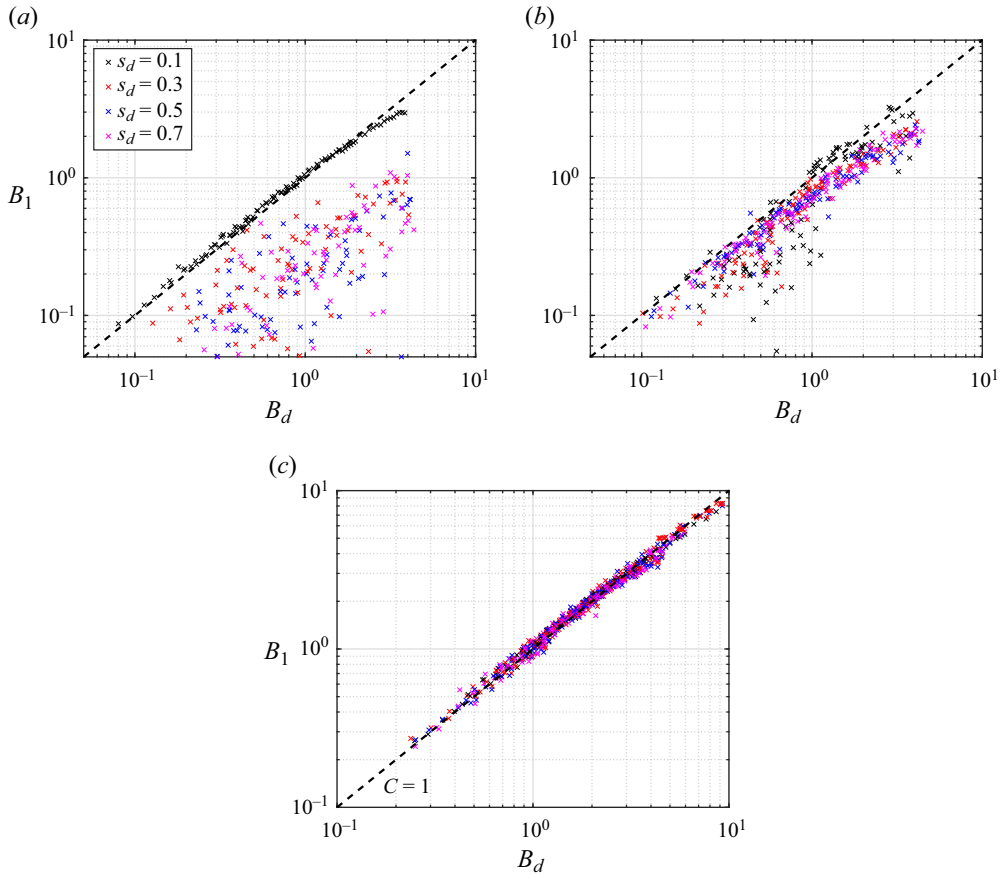 (a)
10^1
× s_d = 0.1
× s_d = 0.3
× s_d = 0.5
× s_d = 0.7
10^0
B_1
10^−1
10^−1 10^0 10^1
B_d
(b)
10^1
10^0
10^−1
10^−1 10^0 10^1
B_d
(c)
10^1
10^0
B_1
C = 1
10^−1
10^−1 10^0 10^1
B_d